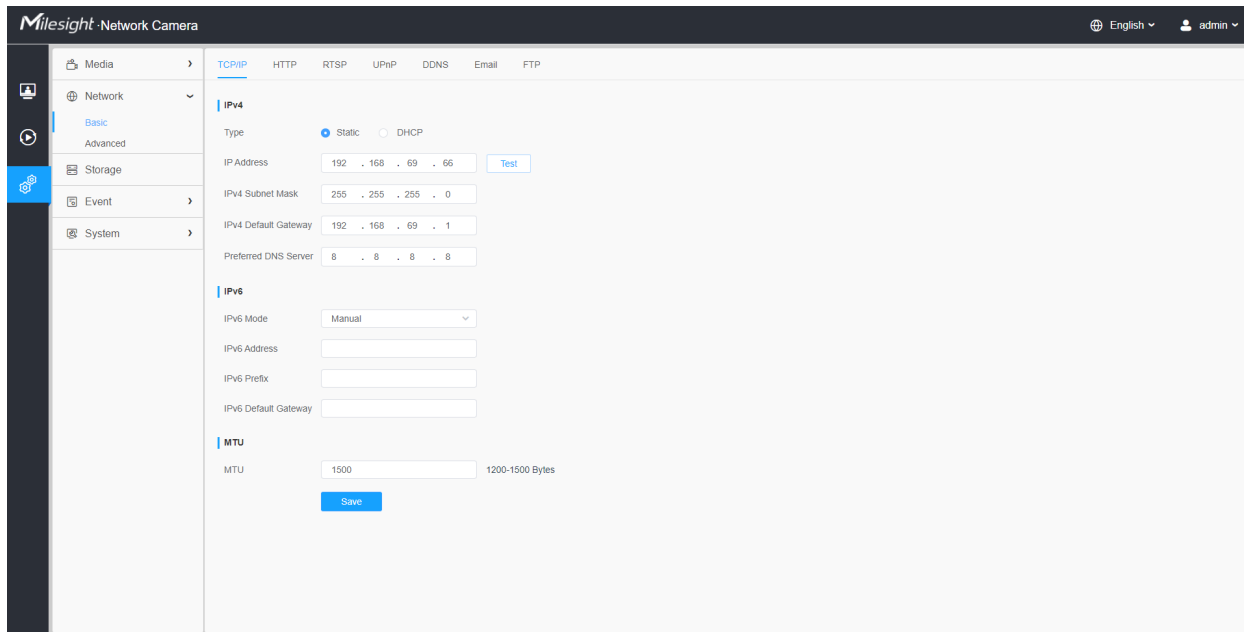 Milesight ·Network Camera
English
admin
Media
Network
Basic
Advanced
Storage
Event
System
TCP/IP HTTP RTSP UPnP DDNS Email FTP
IPv4
Type Static DHCP
IP Address 192 . 168 . 69 . 66 Test
IPv4 Subnet Mask 255 . 255 . 255 . 0
IPv4 Default Gateway 192 . 168 . 69 . 1
Preferred DNS Server 8 . 8 . 8 . 8
IPv6
IPv6 Mode Manual
IPv6 Address
IPv6 Prefix
IPv6 Default Gateway
MTU
MTU 1500 1200-1500 Bytes
Save